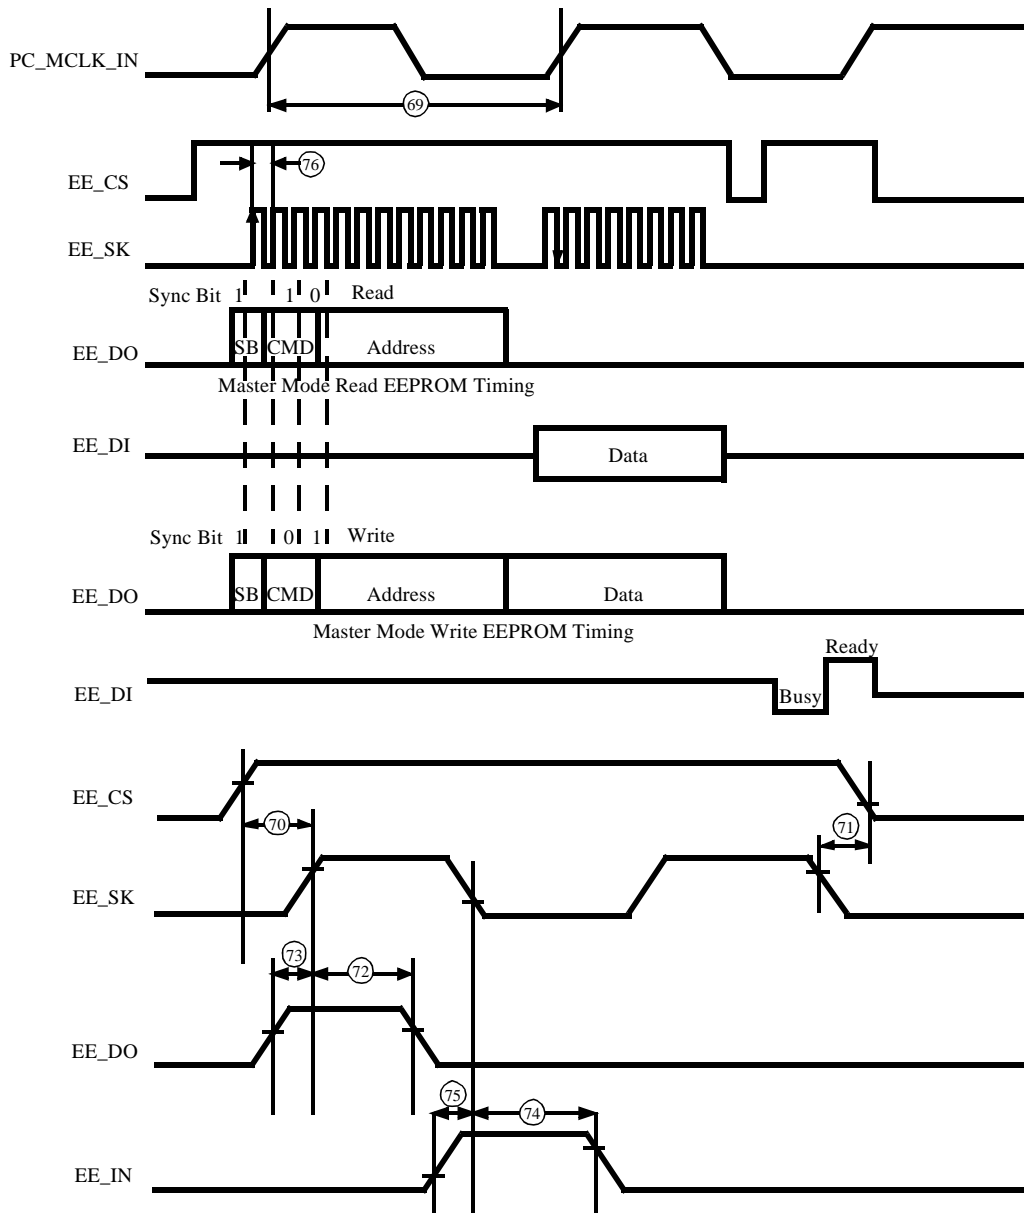 PC_MCLK_IN
69
76
EE_CS
EE_SK
Sync Bit 1 1 0 Read
EE_DO SB CMD Address
Master Mode Read EEPROM Timing
EE_DI Data
Sync Bit 1 0 1 Write
EE_DO SB CMD Address Data
Master Mode Write EEPROM Timing
Ready
EE_DI Busy
EE_CS
70 71
EE_SK
73 72
EE_DO
75 74
EE_IN